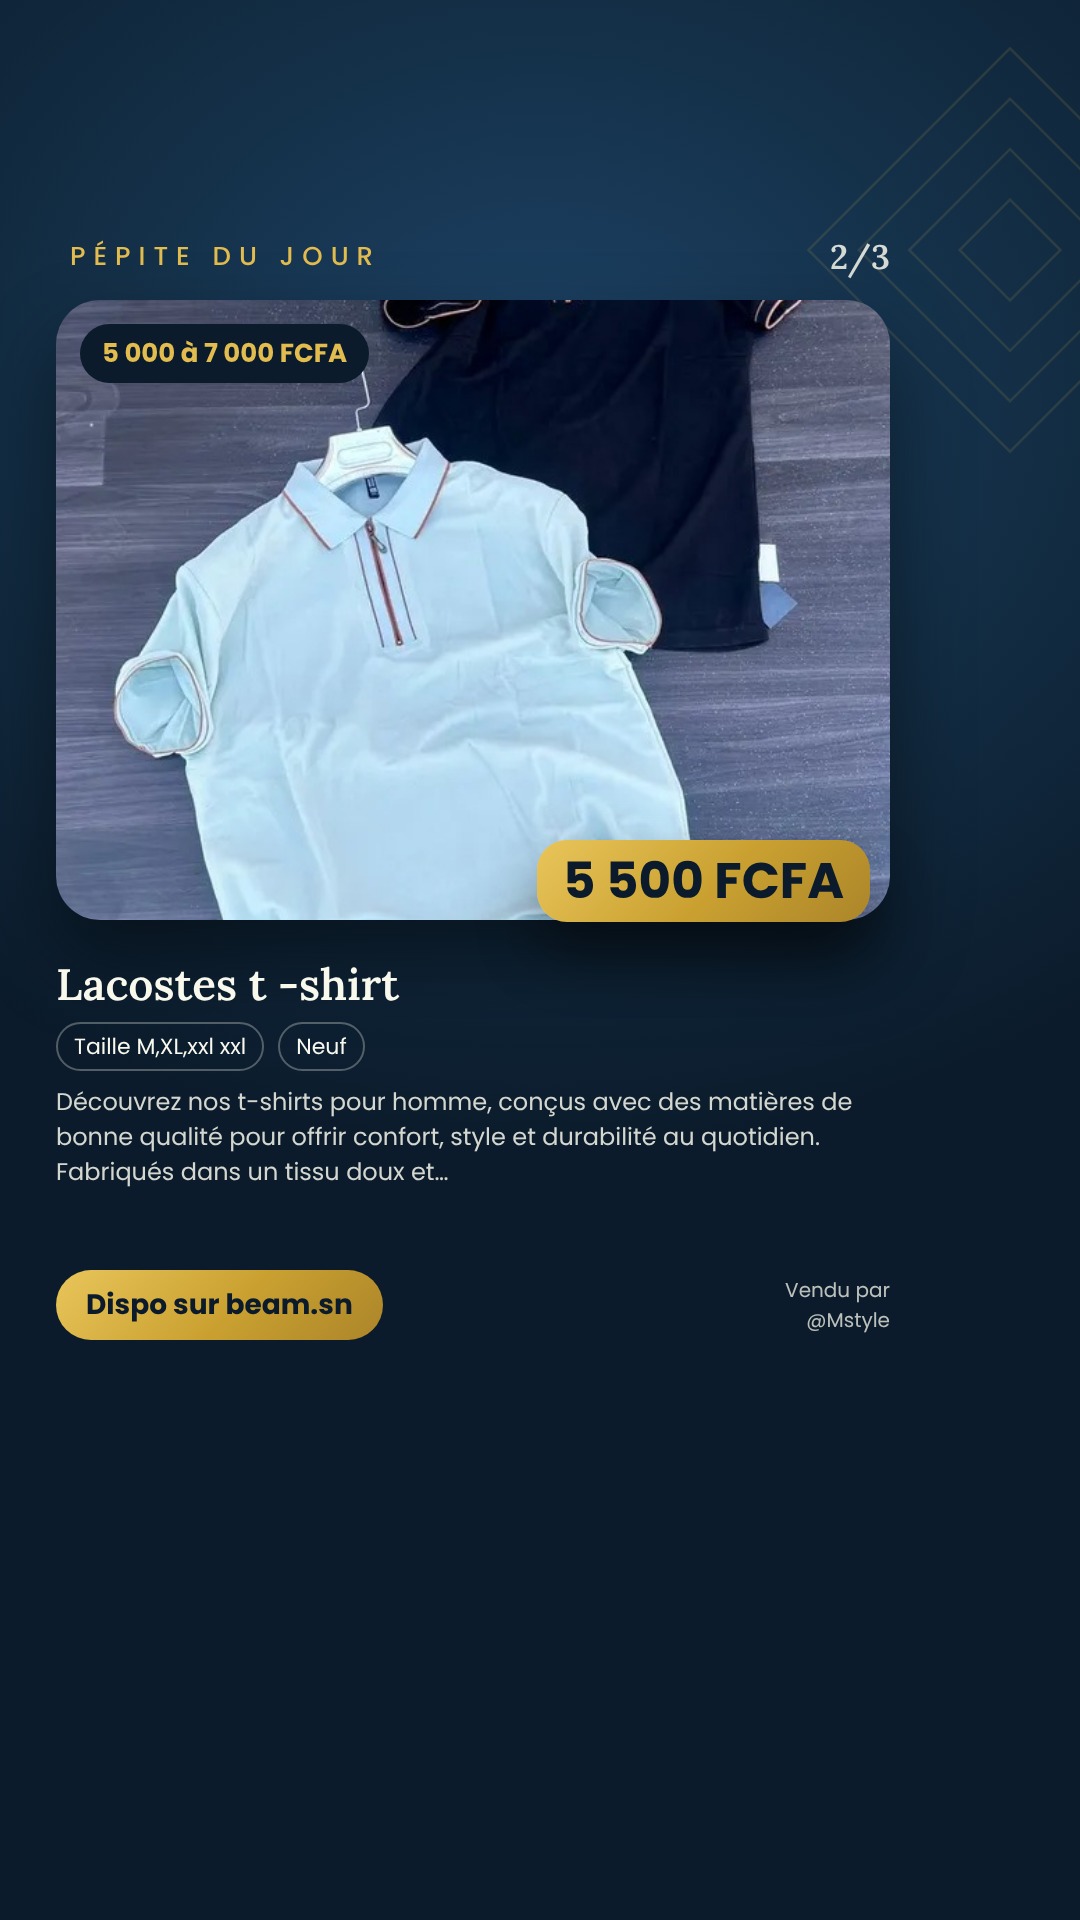 PÉPITE DU JOUR
2/3
5 000 à 7 000 FCFA
5 500 FCFA
Lacostes t -shirt
Taille M,XL,xxl xxl
Neuf
Découvrez nos t-shirts pour homme, conçus avec des matières de
bonne qualité pour offrir confort, style et durabilité au quotidien.
Fabriqués dans un tissu doux et...
Dispo sur beam.sn
Vendu par
@Mstyle